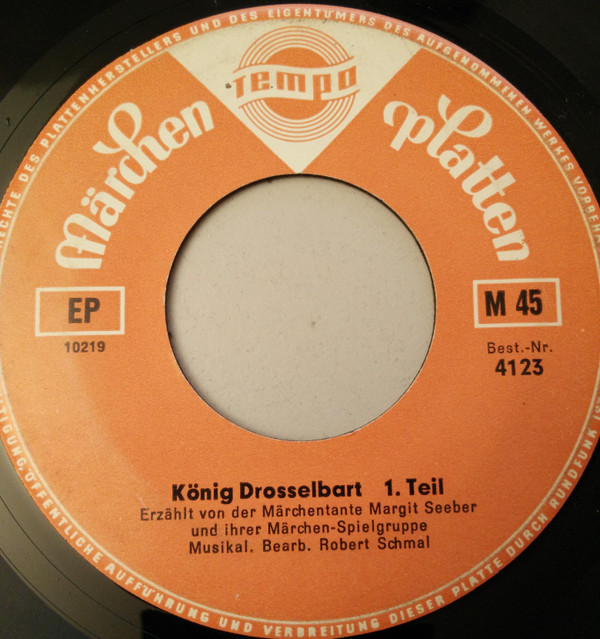 RECHTE DES PLATTENHERSTELLERS UND DES EIGENTÜMERS DES AUFGENOMMENEN WERKES
TEMPO
Märchen
Platten
EP
M 45
10219
Best.-Nr.
4123
König Drosselbart 1. Teil
Erzählt von der Märchentante Margit Seeber
und ihrer Märchen-Spielgruppe
Musikal. Bearb. Robert Schmal
ÖFFENTLICHE AUFFÜHRUNG UND VERBREITUNG DIESER PLATTE DURCH RUNDFUNK